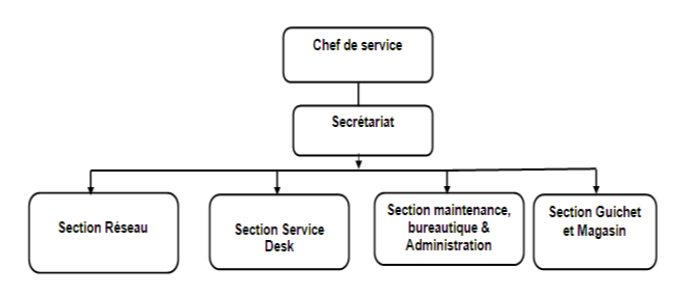 Chef de service
Secrétariat
Section Réseau
Section Service
Desk
Section maintenance,
bureautique &
Administration
Section Guichet
et Magasin